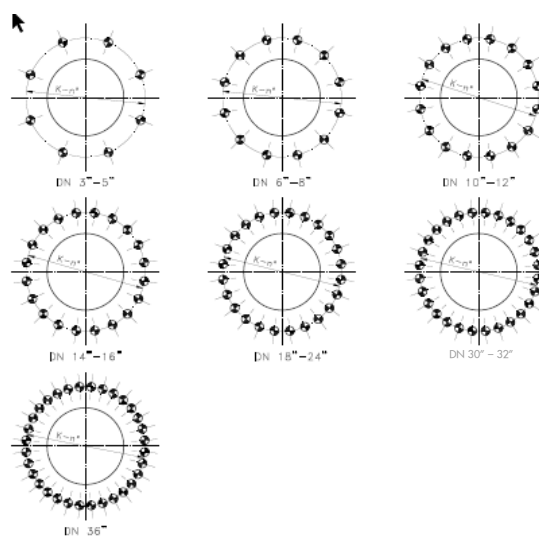 K-n°
K-n°
K-n°
DN 3"-5"
DN 6"-8"
DN 10"-12"
K-n°
K-n°
K-n°
DN 14"-16"
DN 18"-24"
DN 30" - 32"
K-n°
DN 36"